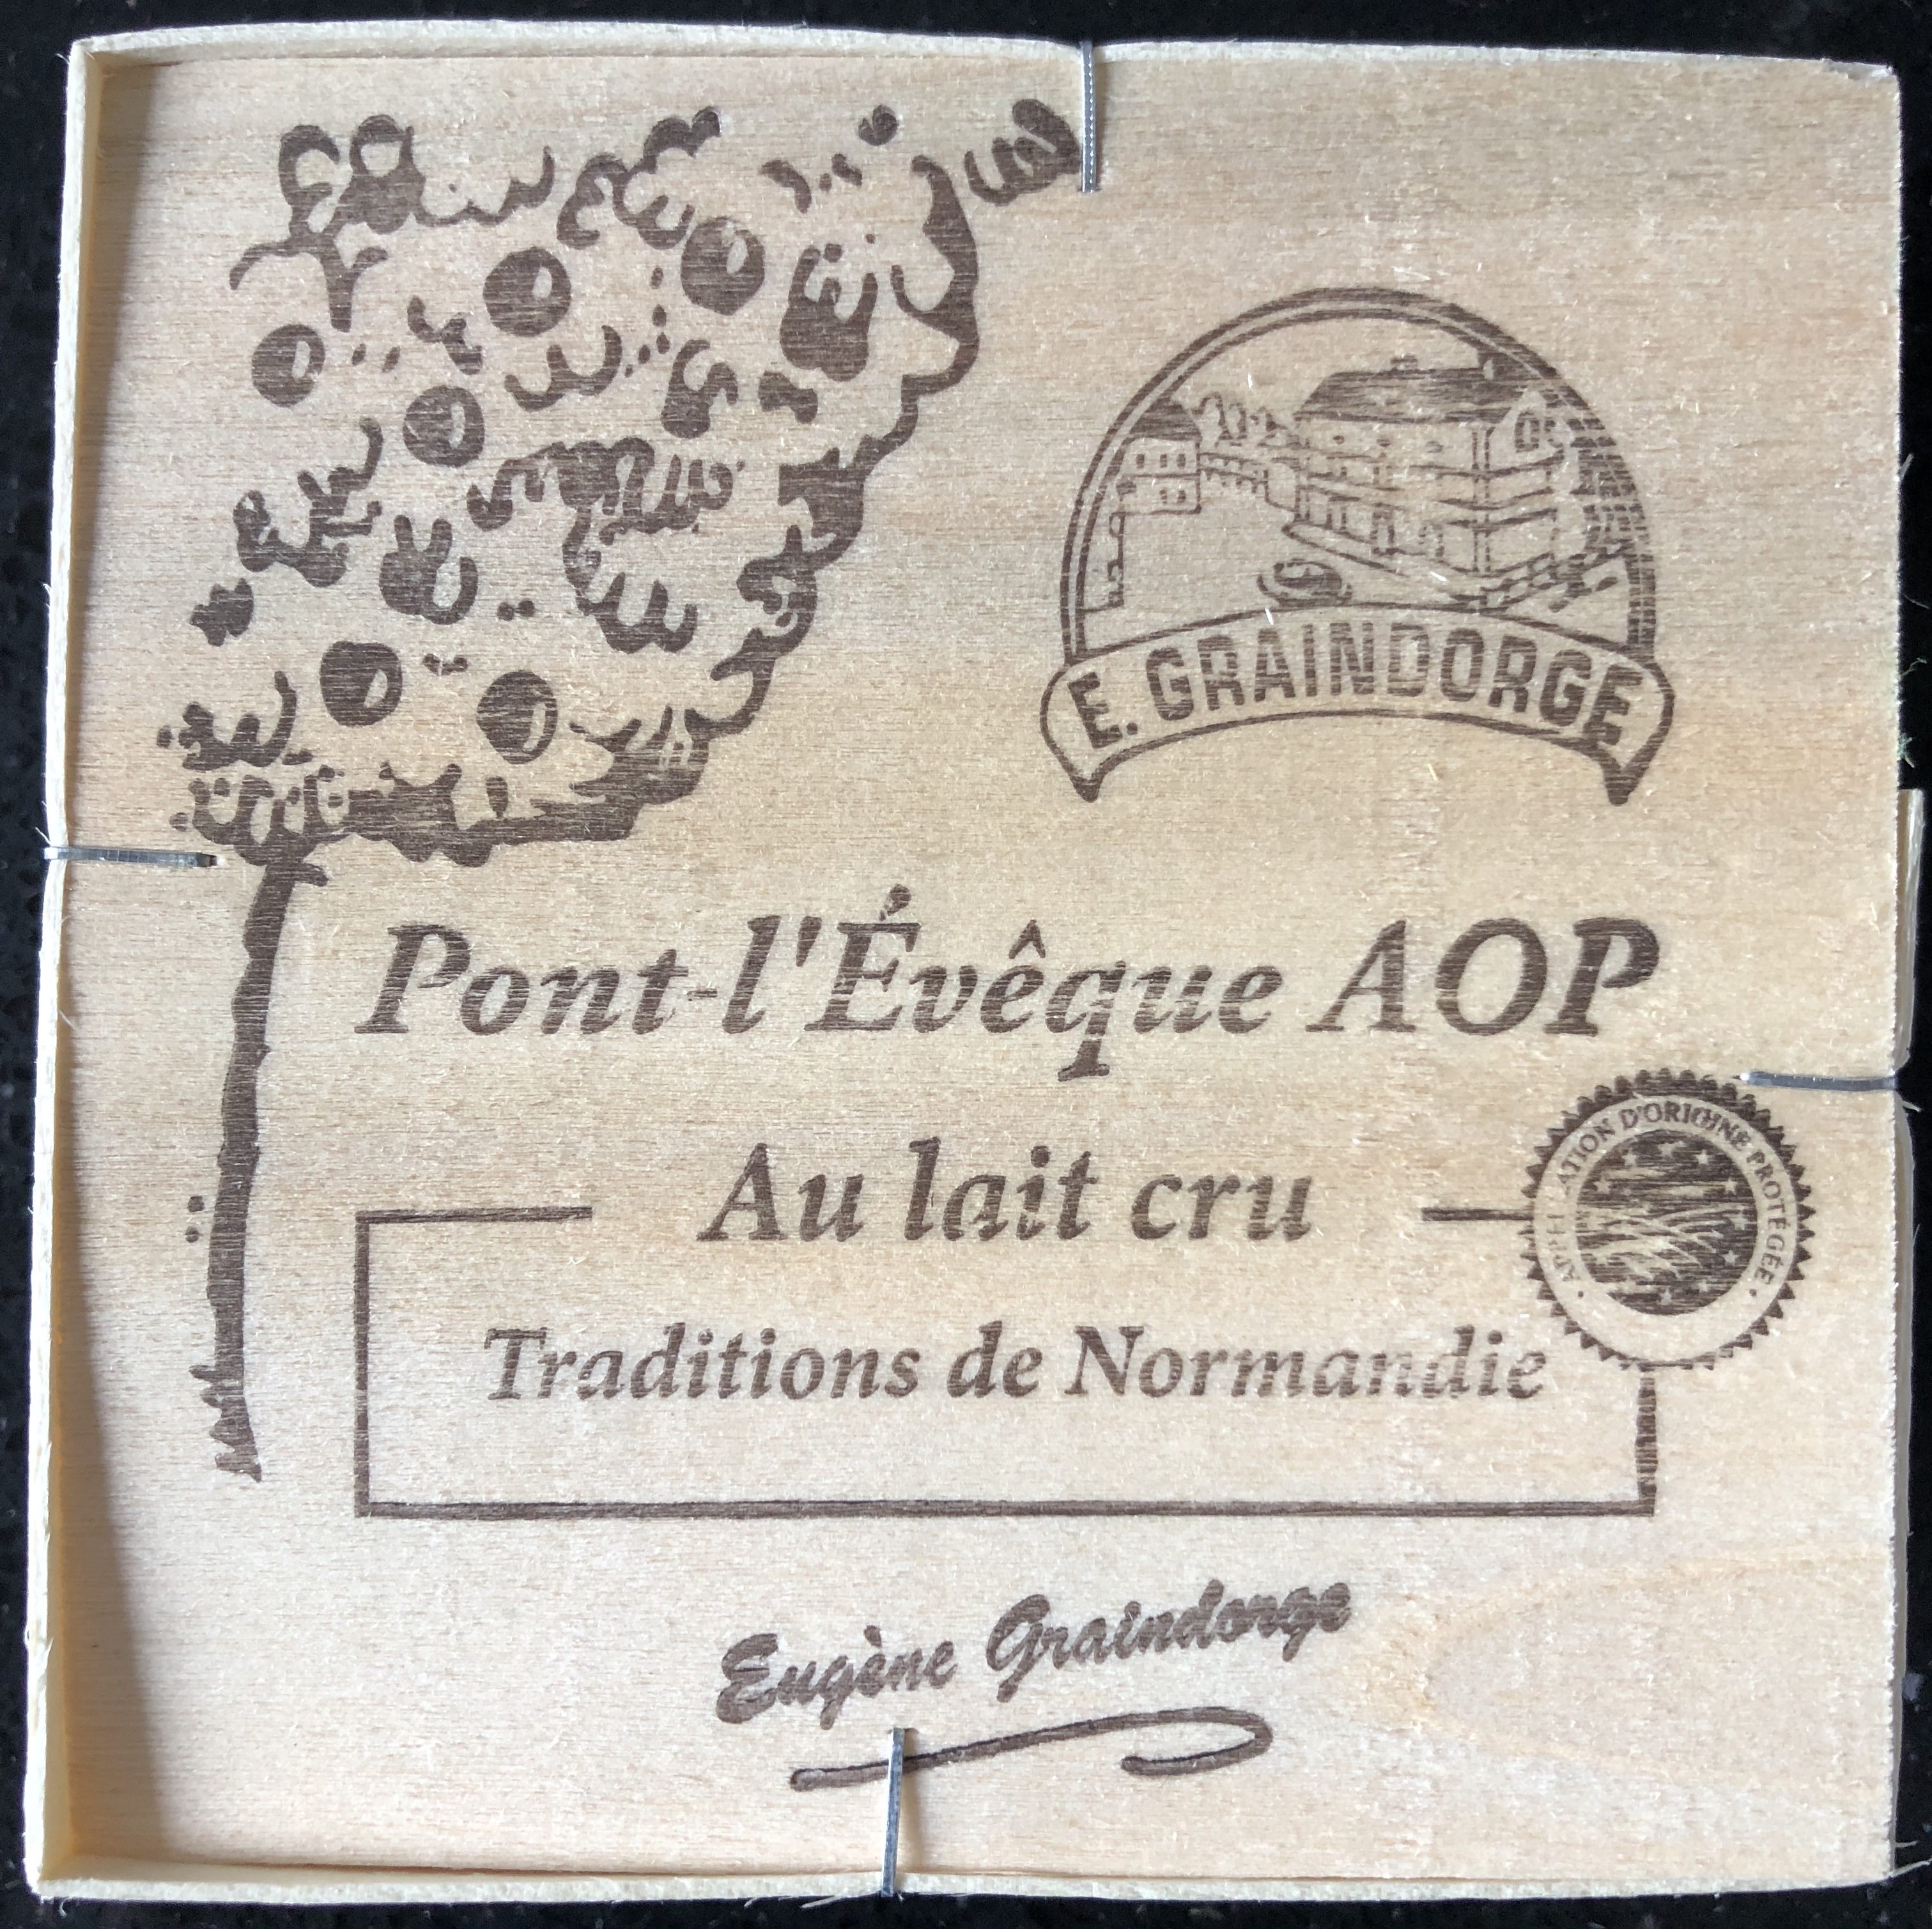 E. GRAINDORGE
Pont-l'Évêque AOP
Au lait cru
APPELLATION D'ORIGINE PROTÉGÉE
Traditions de Normandie
Eugène Graindorge